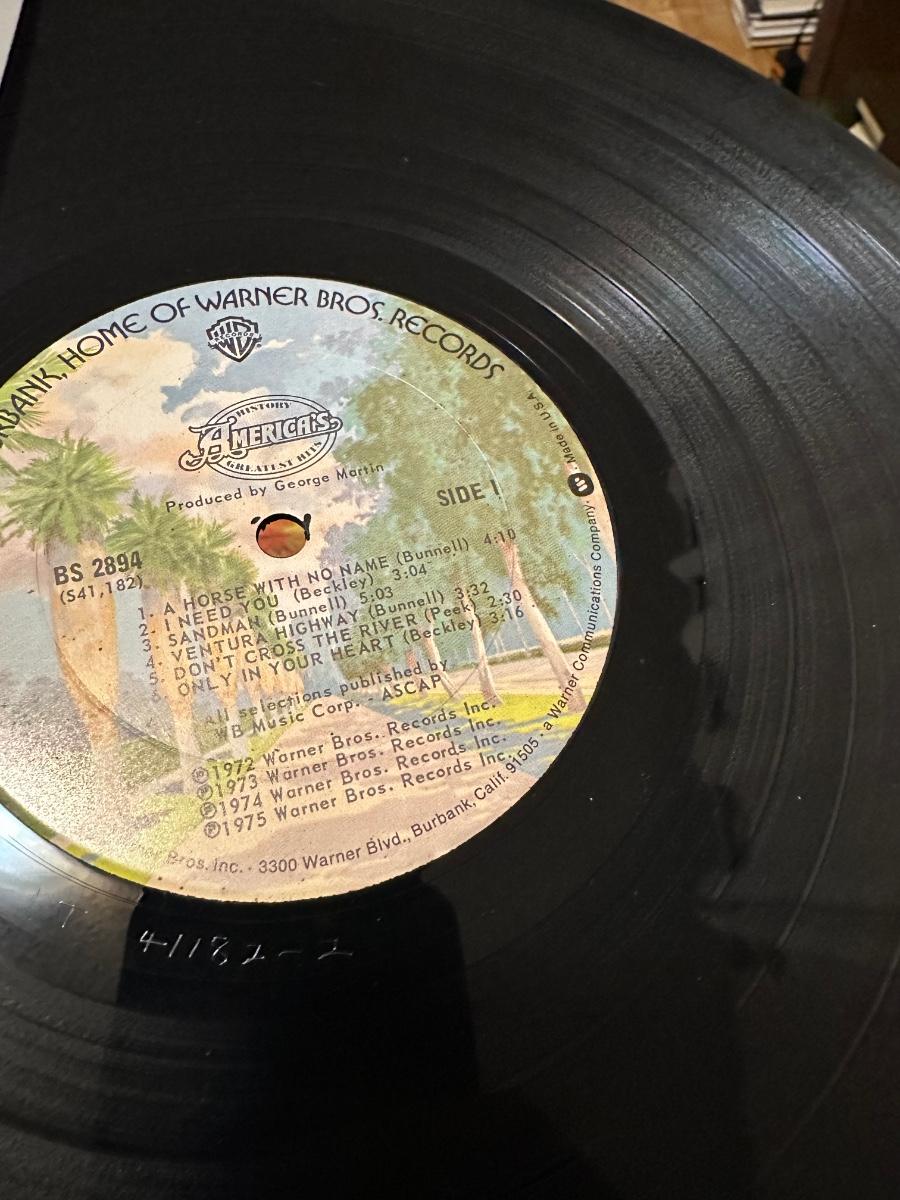 RBANK, HOME OF WARNER BROS. RECORDS
WB
RECORDS
HISTORY
AMERICA'S
GREATEST HITS
Produced by George Martin
SIDE 1
BS 2894
(S41,182)
1. A HORSE WITH NO NAME (Bunnell) 4:10
2. I NEED YOU (Beckley) 3:04
3. SANDMAN (Bunnell) 5:03
4. VENTURA HIGHWAY (Bunnell) 3:32
5. DON'T CROSS THE RIVER (Peek) 2:30
ONLY IN YOUR HEART (Beckley) 3:16
All selections published by
WB Music Corp. - ASCAP
℗1972 Warner Bros. Records Inc.
℗1973 Warner Bros. Records Inc.
℗1974 Warner Bros. Records Inc.
℗1975 Warner Bros. Records Inc.
Bros. Inc. · 3300 Warner Blvd., Burbank, Calif. 91505 · a Warner Communications Company · Made in U.S.A.
41182-2